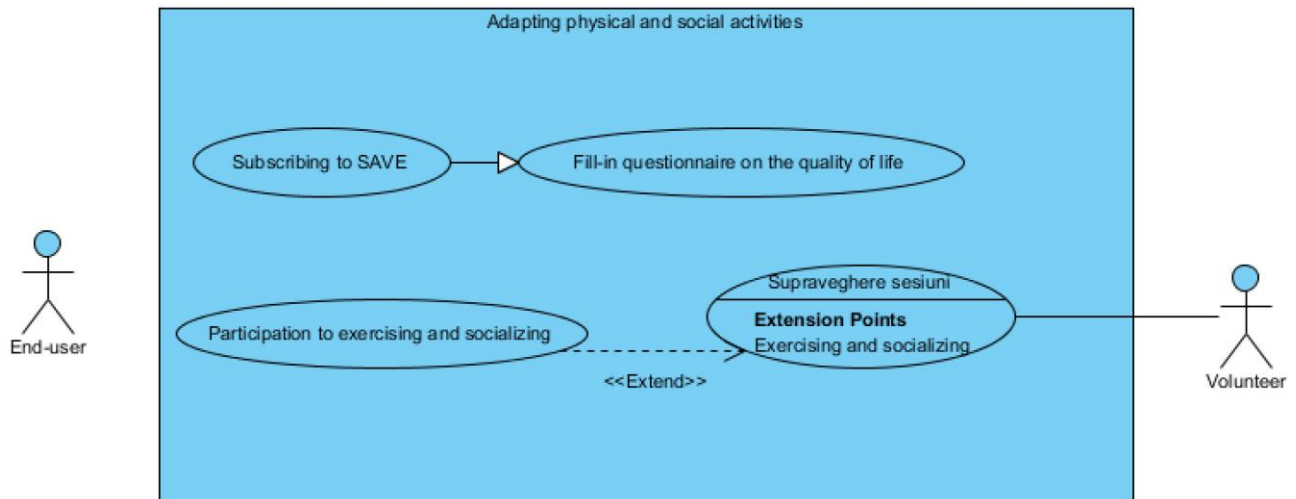 Adapting physical and social activities
Subscribing to SAVE
Fill-in questionnaire on the quality of life
End-user
Participation to exercising and socializing
<<Extend>>
Supraveghere sesiuni
Extension Points
Exercising and socializing
Volunteer